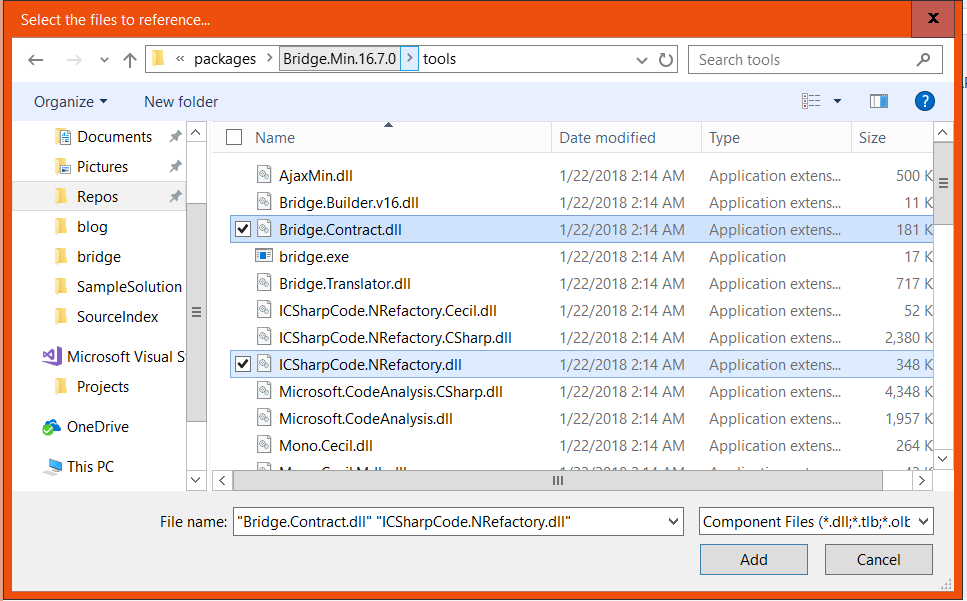 Select the files to reference...
« packages > Bridge.Min.16.7.0 > tools
Search tools
Organize
New folder
?
Documents
Pictures
Repos
blog
bridge
SampleSolution
SourceIndex
Microsoft Visual S
Projects
OneDrive
This PC
Name Date modified Type Size
AjaxMin.dll 1/22/2018 2:14 AM Application extens... 500 K
Bridge.Builder.v16.dll 1/22/2018 2:14 AM Application extens... 11 K
Bridge.Contract.dll 1/22/2018 2:14 AM Application extens... 181 K
bridge.exe 1/22/2018 2:14 AM Application 17 K
Bridge.Translator.dll 1/22/2018 2:14 AM Application extens... 717 K
ICSharpCode.NRefactory.Cecil.dll 1/22/2018 2:14 AM Application extens... 52 K
ICSharpCode.NRefactory.CSharp.dll 1/22/2018 2:14 AM Application extens... 2,380 K
ICSharpCode.NRefactory.dll 1/22/2018 2:14 AM Application extens... 348 K
Microsoft.CodeAnalysis.CSharp.dll 1/22/2018 2:14 AM Application extens... 4,348 K
Microsoft.CodeAnalysis.dll 1/22/2018 2:14 AM Application extens... 1,957 K
Mono.Cecil.dll 1/22/2018 2:14 AM Application extens... 264 K
File name: "Bridge.Contract.dll" "ICSharpCode.NRefactory.dll"
Component Files (*.dll;*.tlb;*.olb
Add
Cancel